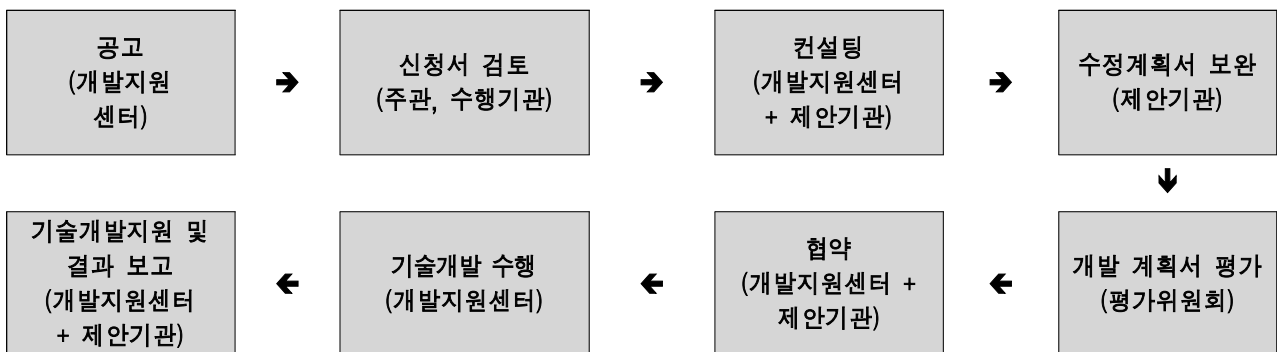 공고
(개발지원
센터)
➔
신청서 검토
(주관, 수행기관)
➔
컨설팅
(개발지원센터
+ 제안기관)
➔
수정계획서 보완
(제안기관)
개발 계획서 평가
(평가위원회)
협약
(개발지원센터 +
제안기관)
기술개발 수행
(개발지원센터)
기술개발지원 및
결과 보고
(개발지원센터
+ 제안기관)